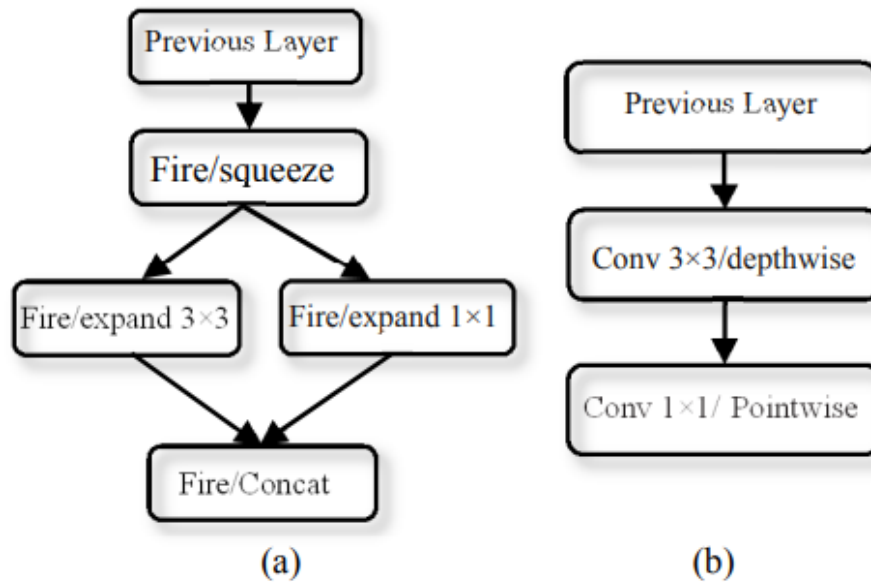 Previous Layer
Fire/squeeze
Fire/expand 3×3
Fire/expand 1×1
Fire/Concat
(a)
Previous Layer
Conv 3×3/depthwise
Conv 1×1/ Pointwise
(b)